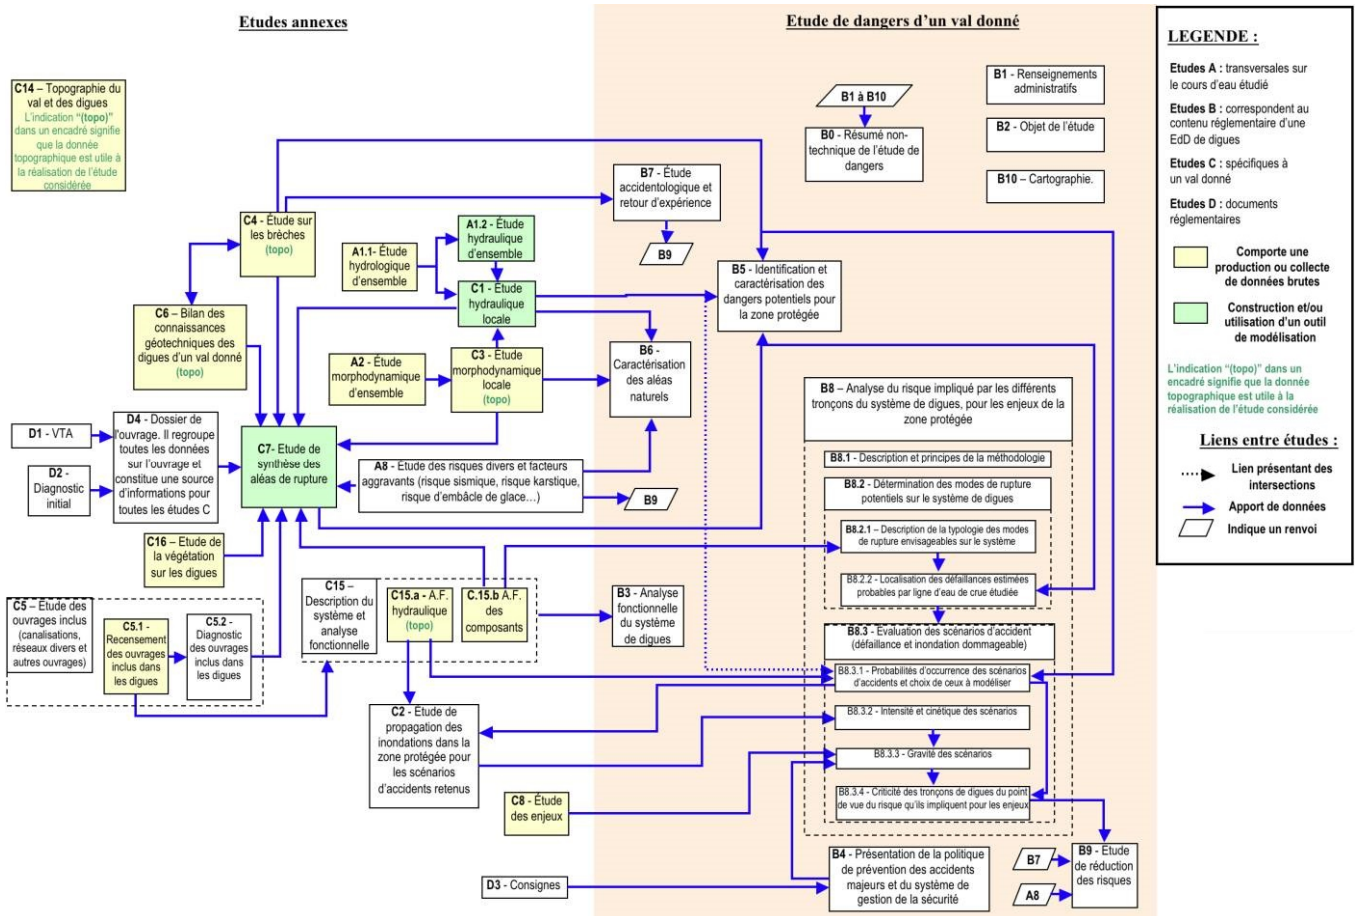 Etudes annexes
Etude de dangers d'un val donné
C14 – Topographie du
val et des digues
L'indication "(topo)"
dans un encadré signifie
que la donnée
topographique est utile à
la réalisation de l'étude
considérée
C4 - Étude sur
les brèches
(topo)
C6 – Bilan des
connaissances
géotechniques des
digues d'un val donné
(topo)
A1.1- Étude
hydrologique
d'ensemble
A1.2 - Étude
hydraulique
d'ensemble
C1 - Étude
hydraulique
locale
A2 - Étude
morphodynamique
d'ensemble
C3 - Étude
morphodynamique
locale
(topo)
D1 - VTA
D2 -
Diagnostic
initial
D4 - Dossier de
l'ouvrage. Il regroupe
toutes les données
sur l'ouvrage et
constitue une source
d'informations pour
toutes les études C
C7- Etude de
synthèse des
aléas de rupture
A8 - Étude des risques divers et facteurs
aggravants (risque sismique, risque karstique,
risque d'embâcle de glace…)
B9
C16 – Etude de
la végétation
sur les digues
C5 – Etude des
ouvrages inclus
(canalisations,
réseaux divers et
autres ouvrages)
C5.1 -
Recensement
des ouvrages
inclus dans
les digues
C5.2 -
Diagnostic
des ouvrages
inclus dans
les digues
C15 –
Description du
système et
analyse
fonctionnelle
C15.a - A.F.
hydraulique
(topo)
C.15.b - A.F.
des
composants
C2 - Étude de
propagation des
inondations dans la
zone protégée pour
les scénarios
d'accidents retenus
C8 - Étude
des enjeux
D3 - Consignes
B1 à B10
B0 - Résumé non-
technique de l'étude de
dangers
B1 - Renseignements
administratifs
B2 - Objet de l'étude
B10 – Cartographie.
B7 - Étude
accidentologique et
retour d'expérience
B9
B5 - Identification et
caractérisation des
dangers potentiels pour
la zone protégée
B6 -
Caractérisation
des aléas
naturels
B3 - Analyse
fonctionnelle
du système
de digues
B8 – Analyse du risque impliqué par les différents
tronçons du système de digues, pour les enjeux de la
zone protégée
B8.1 - Description et principes de la méthodologie
B8.2 - Détermination des modes de rupture
potentiels sur le système de digues
B8.2.1 – Description de la typologie des modes
de rupture envisageables sur le système
B8.2.2 - Localisation des défaillances estimées
probables par ligne d'eau de crue étudiée
B8.3 - Evaluation des scénarios d'accident
(défaillance et inondation dommageable)
B8.3.1 - Probabilités d'occurrence des scénarios
d'accidents et choix de ceux à modéliser
B8.3.2 - Intensité et cinétique des scénarios
B8.3.3 - Gravité des scénarios
B8.3.4 - Criticité des tronçons de digues du point
de vue du risque qu'ils impliquent pour les enjeux
B4 - Présentation de la politique
de prévention des accidents
majeurs et du système de
gestion de la sécurité
B7
A8
B9 - Etude
de réduction
des risques
LEGENDE :
Etudes A : transversales sur
le cours d'eau étudié
Etudes B : correspondent au
contenu réglementaire d'une
EdD de digues
Etudes C : spécifiques à
un val donné
Etudes D : documents
réglementaires
Comporte une
production ou collecte
de données brutes
Construction et/ou
utilisation d'un outil
de modélisation
L'indication "(topo)" dans un
encadré signifie que la donnée
topographique est utile à la
réalisation de l'étude considérée
Liens entre études :
Lien présentant des
intersections
Apport de données
Indique un renvoi